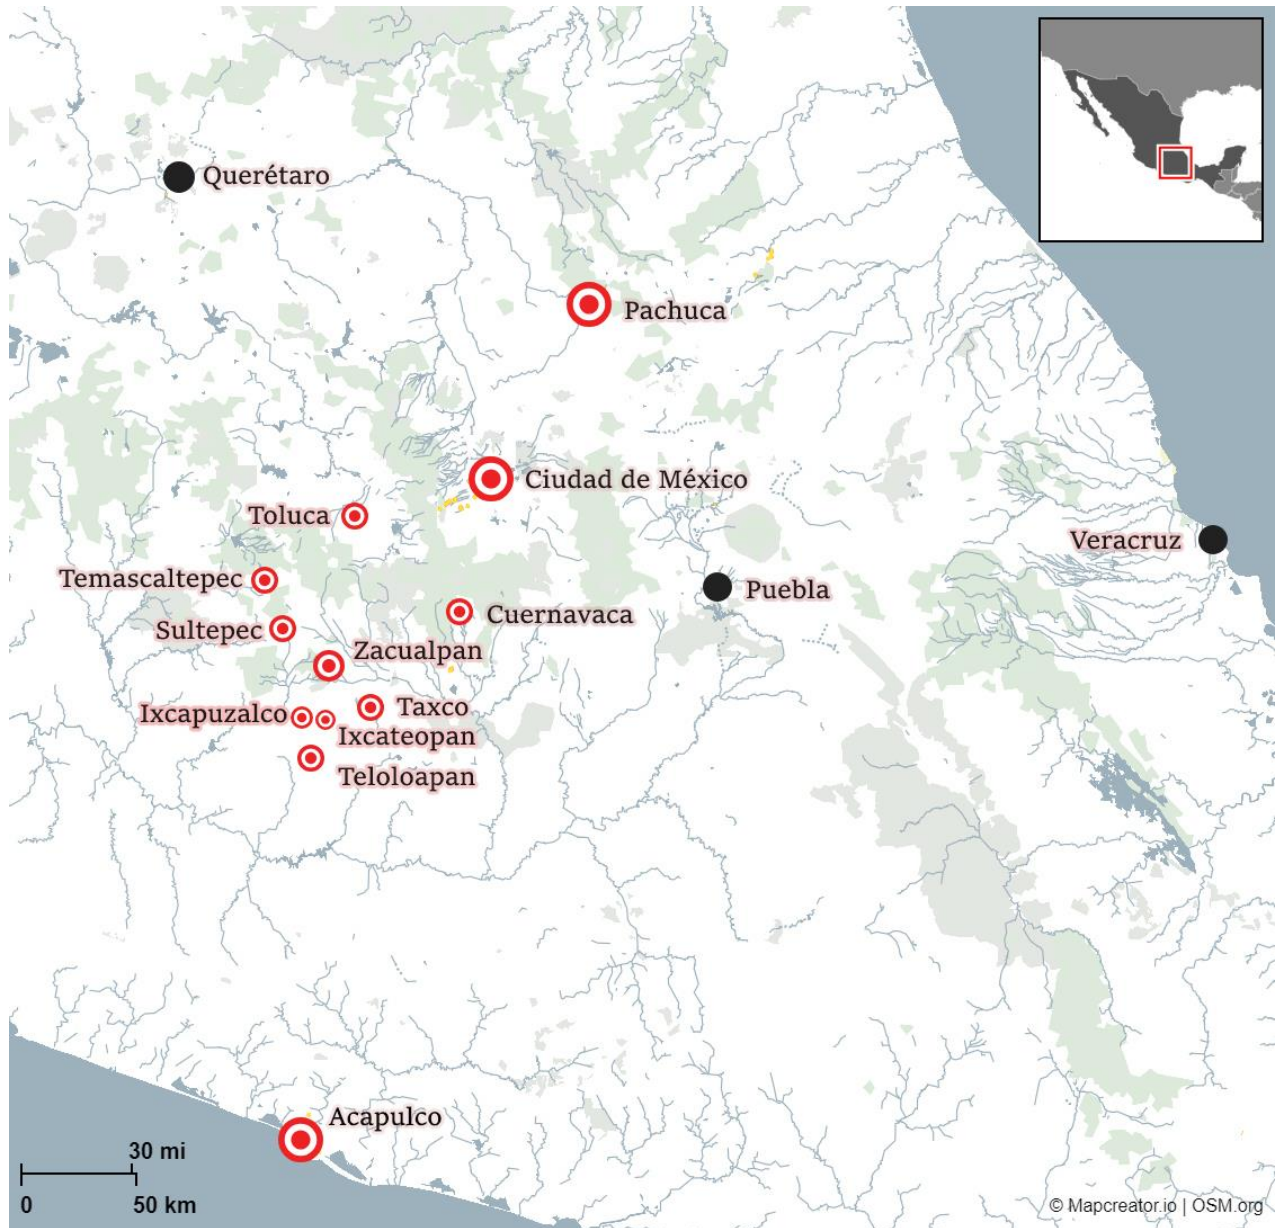 Querétaro
Pachuca
Ciudad de México
Toluca
Veracruz
Temascaltepec
Puebla
Cuernavaca
Sultepec
Zacualpan
Ixcapuzalco
Taxco
Ixcateopan
Teloloapan
Acapulco
30 mi
0
50 km
© Mapcreator.io | OSM.org